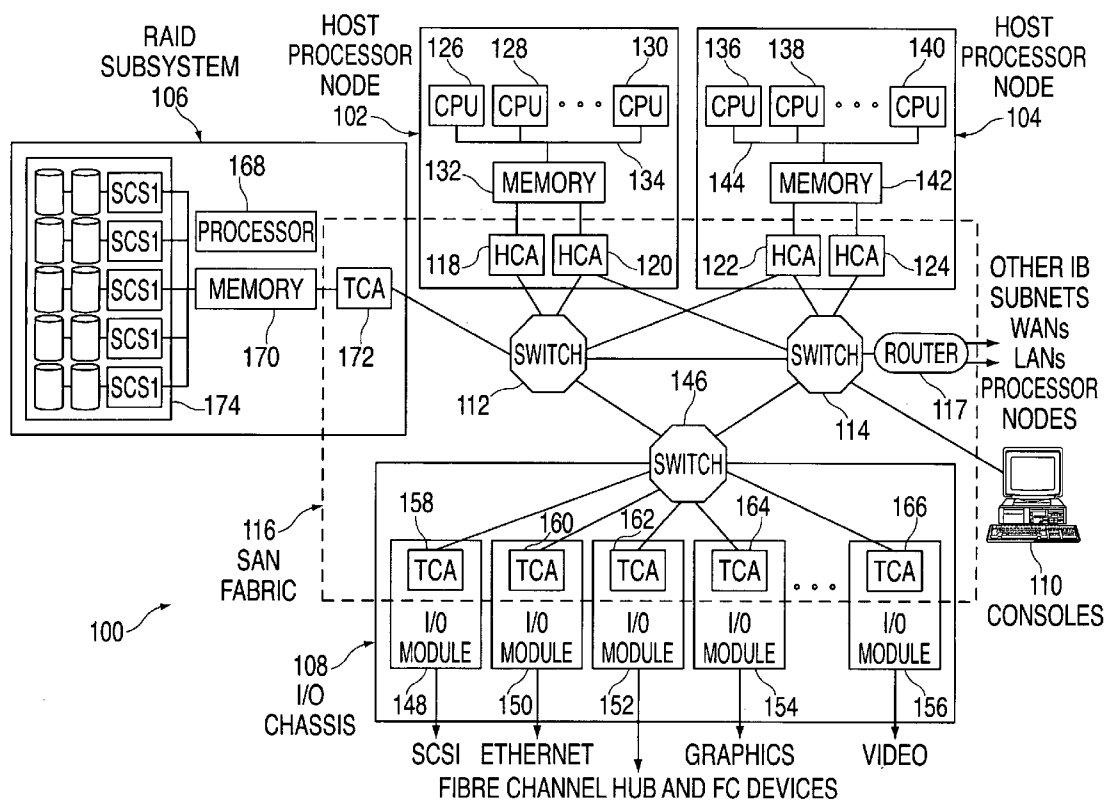 RAID
SUBSYSTEM
106
HOST
PROCESSOR
NODE
102
126
128
130
CPU
CPU
CPU
132
MEMORY
134
118
HCA
HCA
120
136
138
140
CPU
CPU
CPU
144
MEMORY
142
122
HCA
HCA
124
HOST
PROCESSOR
NODE
104
SCS1
SCS1
SCS1
SCS1
SCS1
174
168
PROCESSOR
MEMORY
170
TCA
172
SWITCH
112
SWITCH
114
ROUTER
117
OTHER IB
SUBNETS
WANs
LANs
PROCESSOR
NODES
146
SWITCH
110
CONSOLES
116
SAN
FABRIC
100
108
I/O
CHASSIS
158
160
162
164
166
TCA
TCA
TCA
TCA
TCA
I/O
MODULE
I/O
MODULE
I/O
MODULE
I/O
MODULE
I/O
MODULE
148
150
152
154
156
SCSI
ETHERNET
GRAPHICS
VIDEO
FIBRE CHANNEL HUB AND FC DEVICES